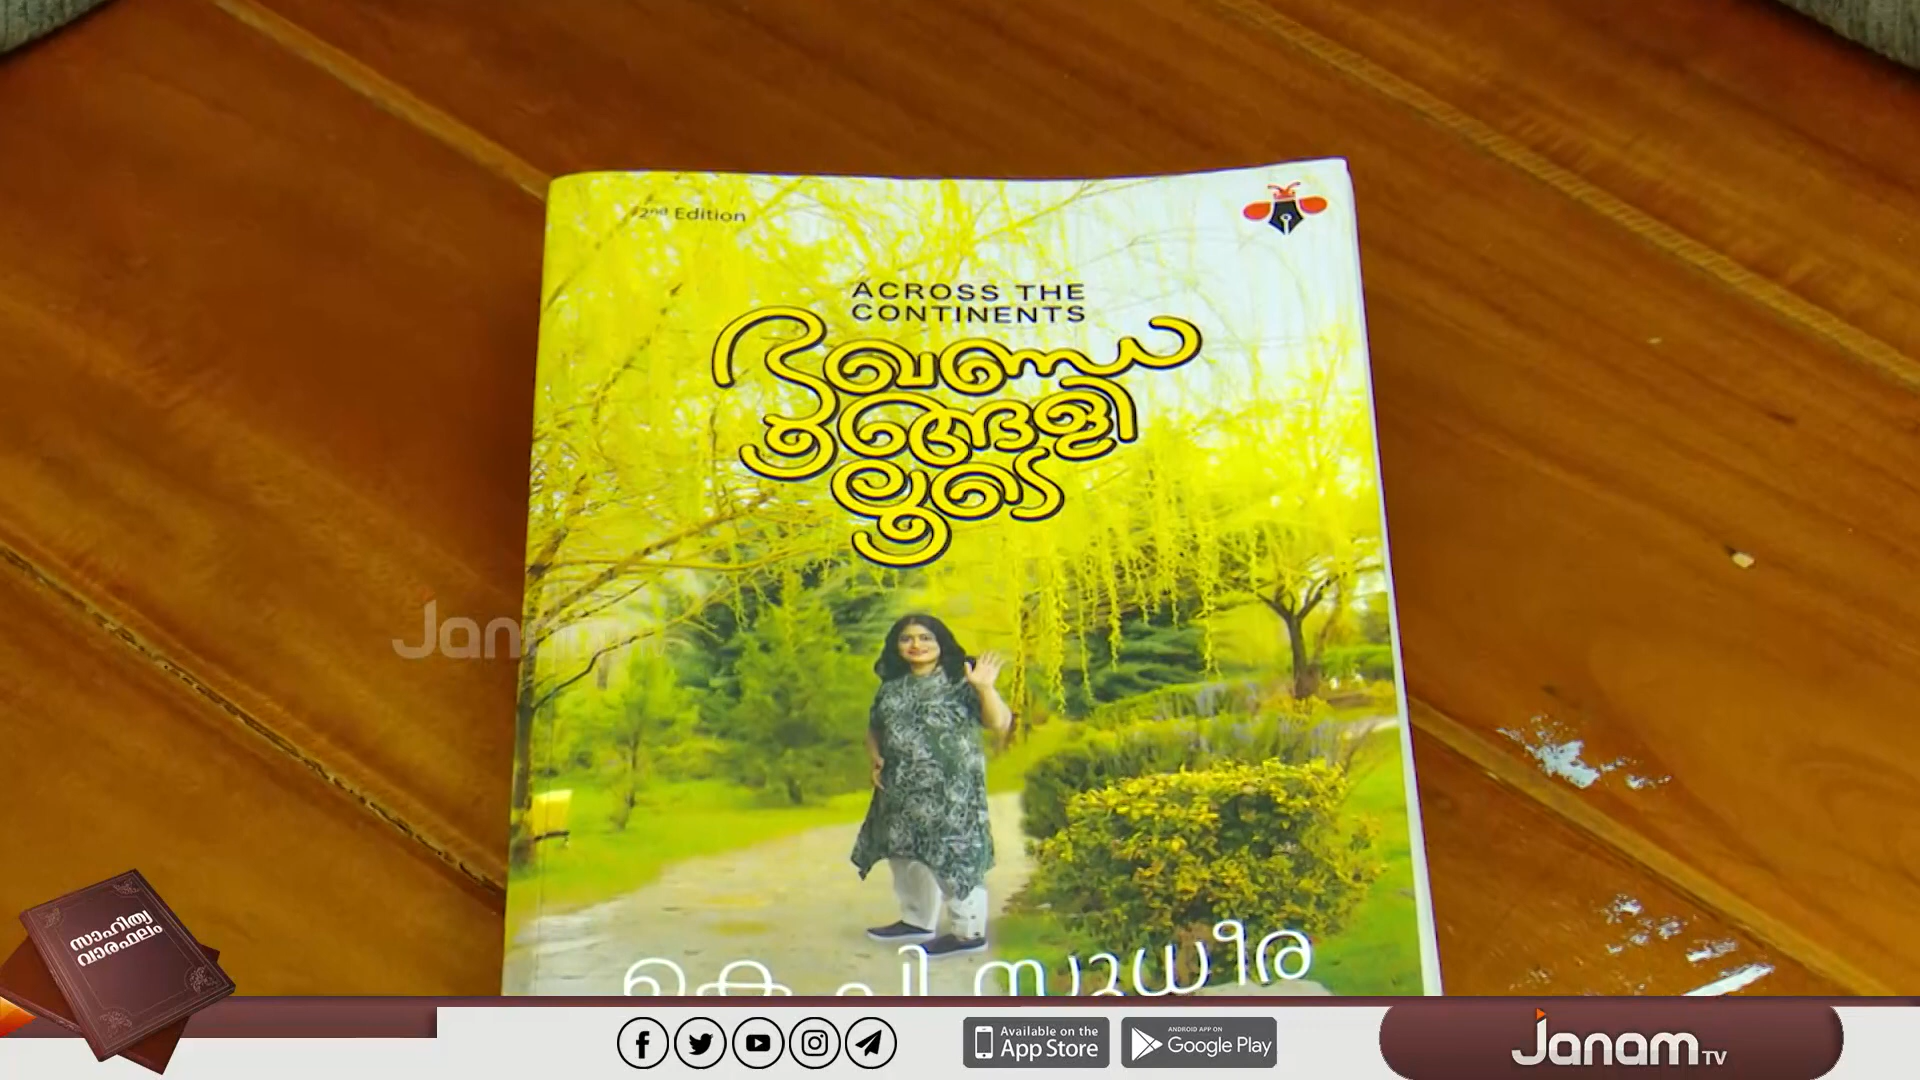 2nd Edition
ACROSS THE
CONTINENTS
ഭൂഖണ്ഡ
ങ്ങളി
ലൂടെ
Janam
കെ പി സുധീര
സാഹിത്യ
വാരഫലം
Available on the
App Store
ANDROID APP ON
Google Play
Janam TV